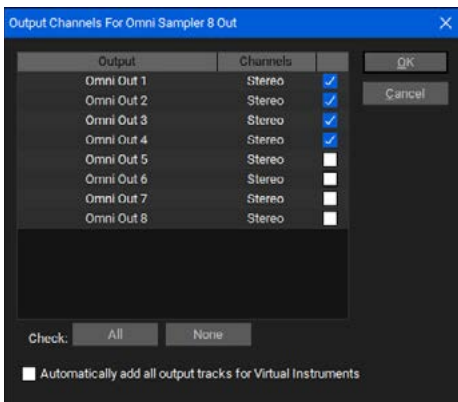 Output Channels For Omni Sampler 8 Out
Output Channels
OK
Omni Out 1 Stereo
Omni Out 2 Stereo
Cancel
Omni Out 3 Stereo
Omni Out 4 Stereo
Omni Out 5 Stereo
Omni Out 6 Stereo
Omni Out 7 Stereo
Omni Out 8 Stereo
Check: All None
Automatically add all output tracks for Virtual Instruments